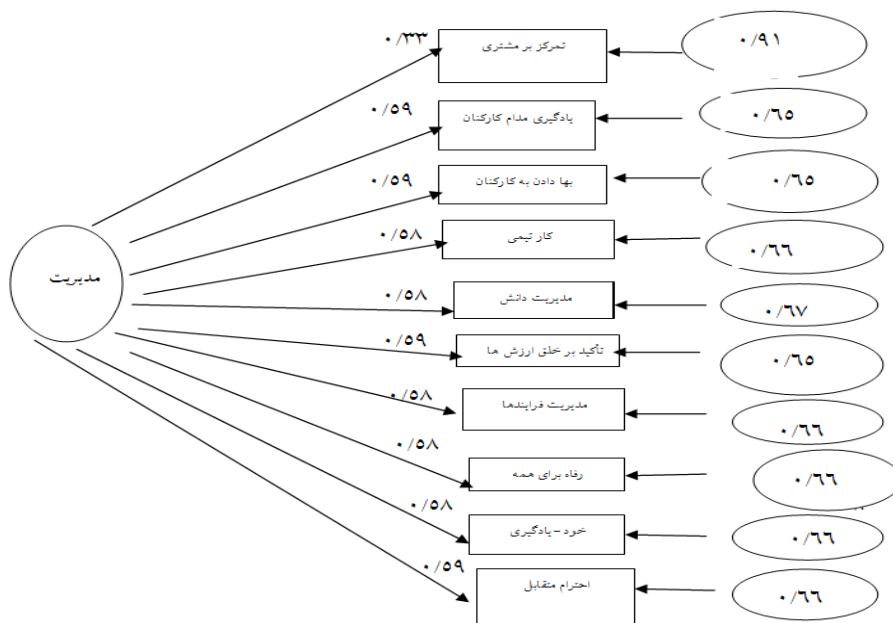 ۰/۳۳
تمرکز بر مشتری
۰/۹۱
۰/۵۹
یادگیری مدام کارکنان
۰/۶۵
۰/۵۹
بها دادن به کارکنان
۰/۶۵
۰/۵۸
کار تیمی
۰/۶۶
مدیریت
۰/۵۸
مدیریت دانش
۰/۶۷
۰/۵۹
تأکید بر خلق ارزش ها
۰/۶۵
۰/۵۸
مدیریت فرایندها
۰/۶۶
۰/۵۸
رفاه برای همه
۰/۶۶
۰/۵۸
خود-یادگیری
۰/۶۶
۰/۵۹
احترام متقابل
۰/۶۶